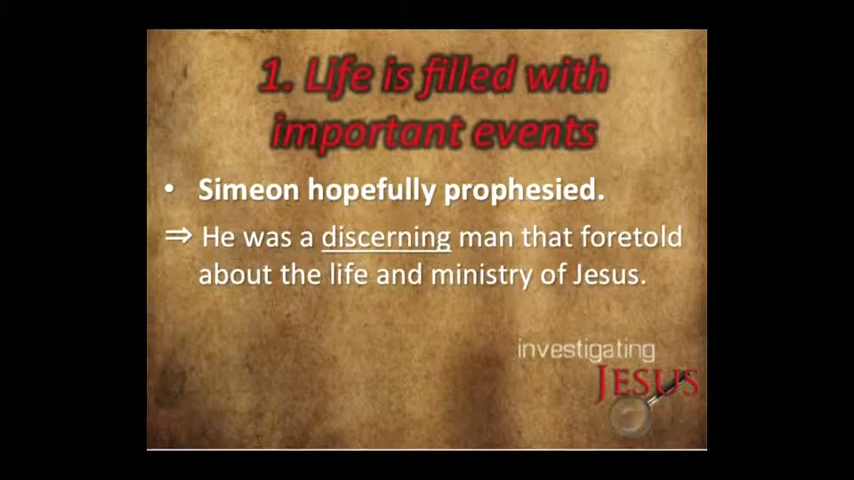 1. Life is filled with
important events
• Simeon hopefully prophesied.
⇒ He was a discerning man that foretold
about the life and ministry of Jesus.
investigating
JESUS